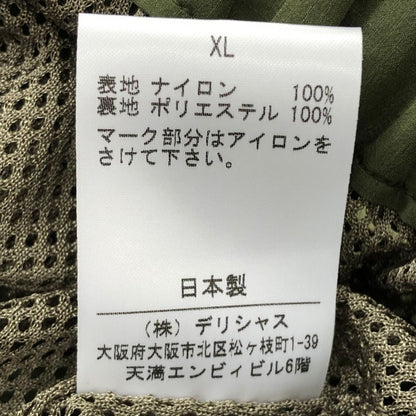 XL
表地 ナイロン 100%
裏地 ポリエステル 100%
マーク部分はアイロンを
さけて下さい。
日本製
(株) デリシャス
大阪府大阪市北区松ヶ枝町1-39
天満エンビィビル6階